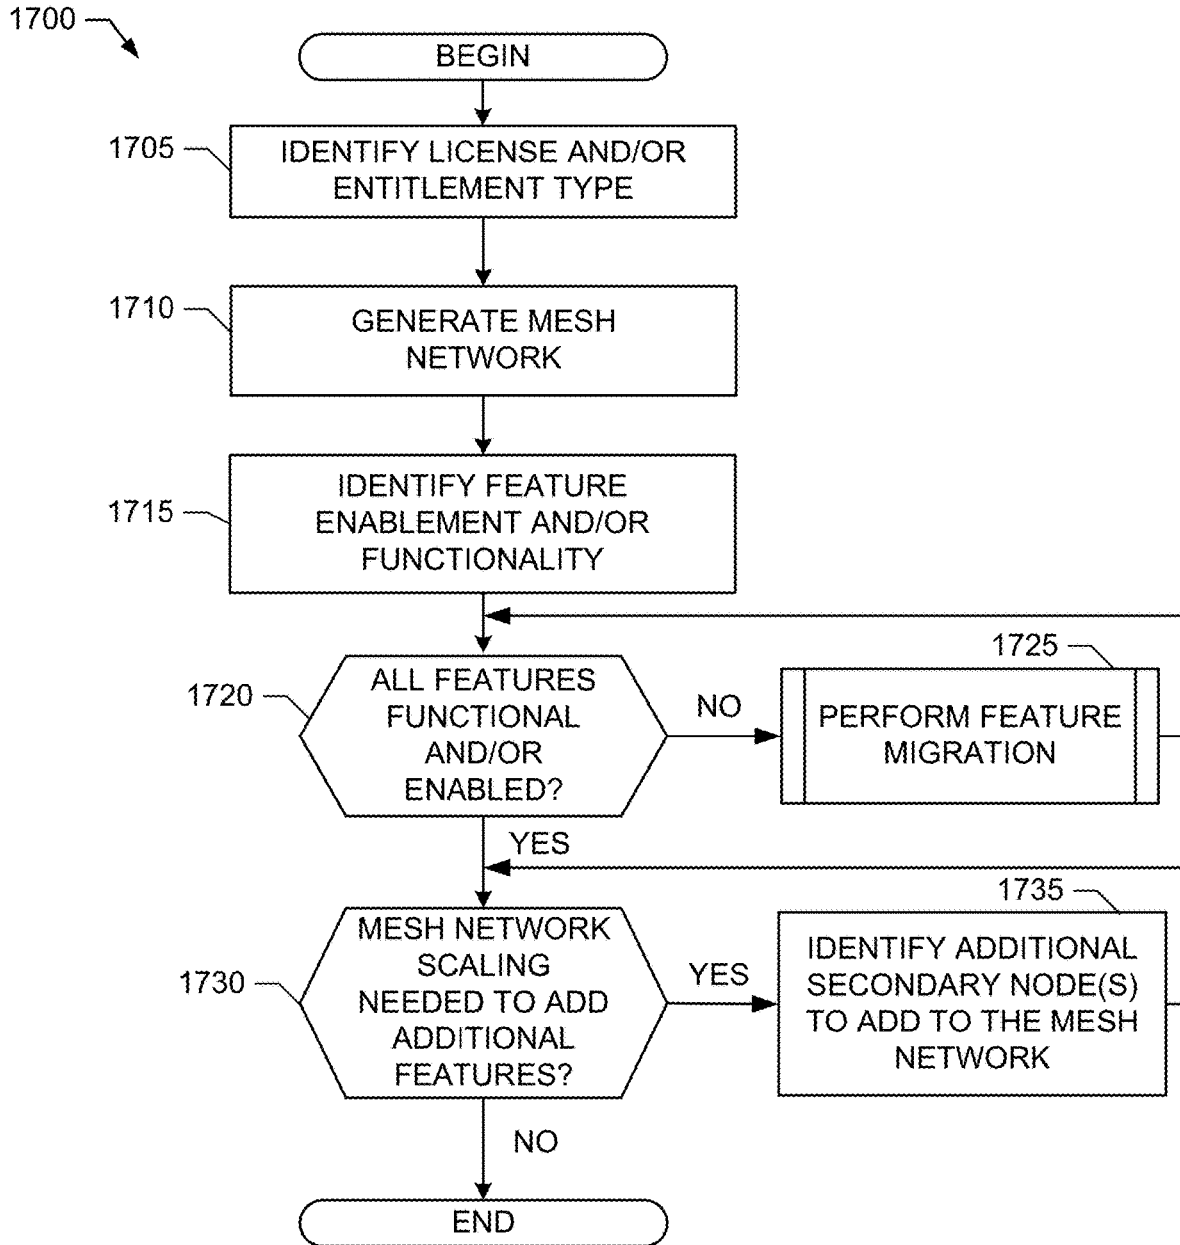 1700
BEGIN
1705
IDENTIFY LICENSE AND/OR
ENTITLEMENT TYPE
1710
GENERATE MESH
NETWORK
1715
IDENTIFY FEATURE
ENABLEMENT AND/OR
FUNCTIONALITY
1720
ALL FEATURES
FUNCTIONAL
AND/OR
ENABLED?
NO
1725
PERFORM FEATURE
MIGRATION
YES
1730
MESH NETWORK
SCALING
NEEDED TO ADD
ADDITIONAL
FEATURES?
YES
1735
IDENTIFY ADDITIONAL
SECONDARY NODE(S)
TO ADD TO THE MESH
NETWORK
NO
END